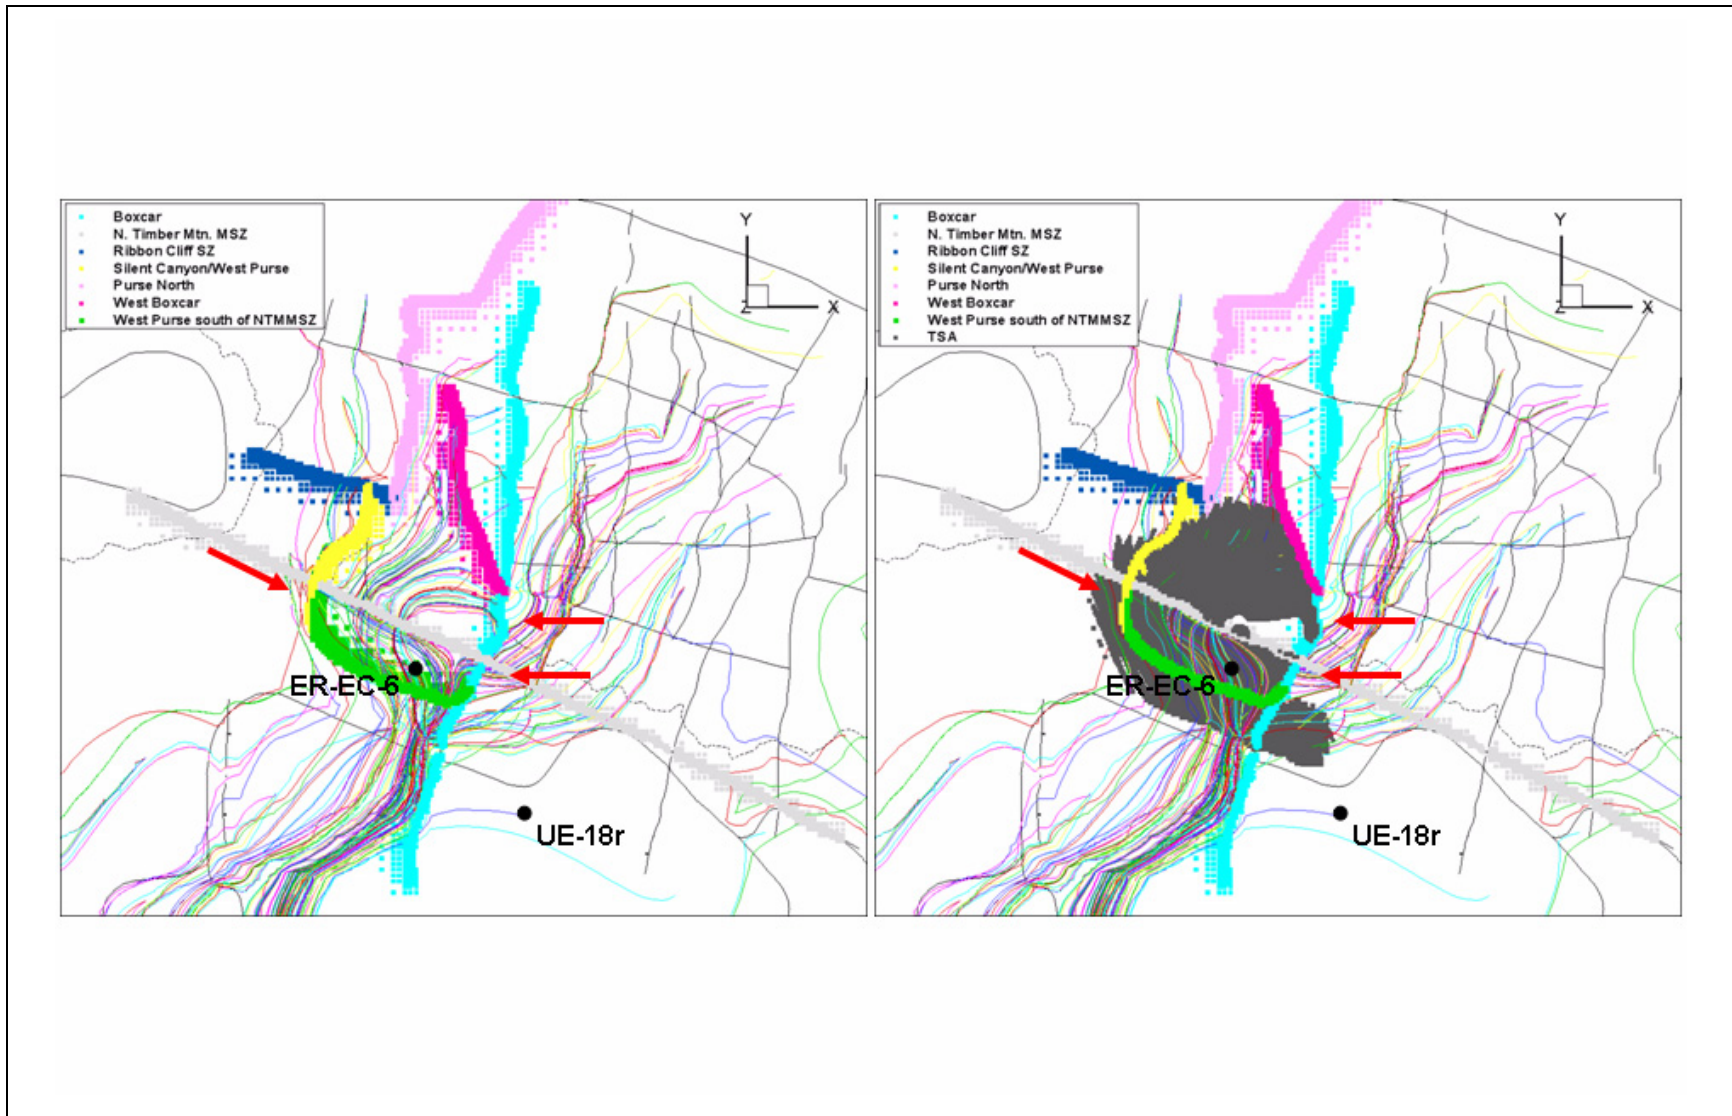 Boxcar
N. Timber Mtn. MSZ
Ribbon Cliff SZ
Silent Canyon/West Purse
Purse North
West Boxcar
West Purse south of NTMMSZ
Y
Z
X
ER-EC-6
UE-18r
Boxcar
N. Timber Mtn. MSZ
Ribbon Cliff SZ
Silent Canyon/West Purse
Purse North
West Boxcar
West Purse south of NTMMSZ
TSA
Y
Z
X
ER-EC-6
UE-18r